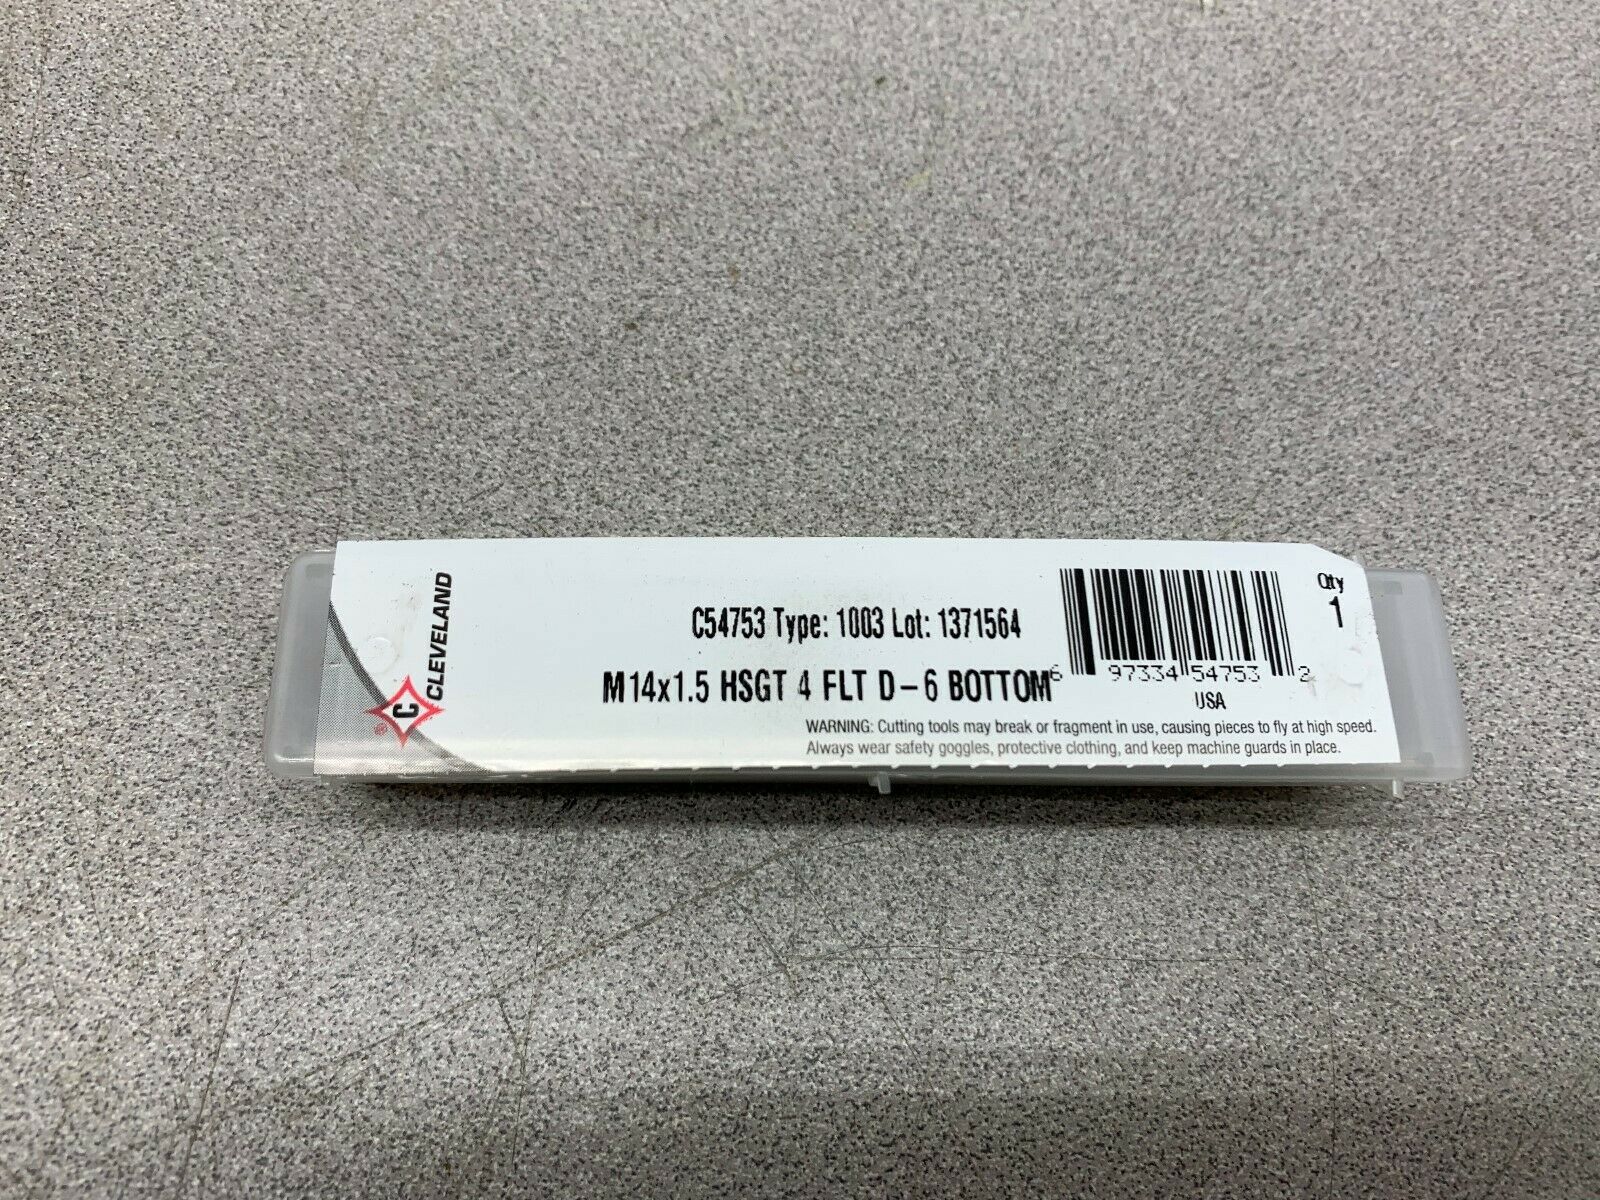 C CLEVELAND ®
C54753 Type: 1003 Lot: 1371564
M14x1.5 HSGT 4 FLT D-6 BOTTOM
6 97334 54753 2
USA
Qty
1
WARNING: Cutting tools may break or fragment in use, causing pieces to fly at high speed.
Always wear safety goggles, protective clothing, and keep machine guards in place.